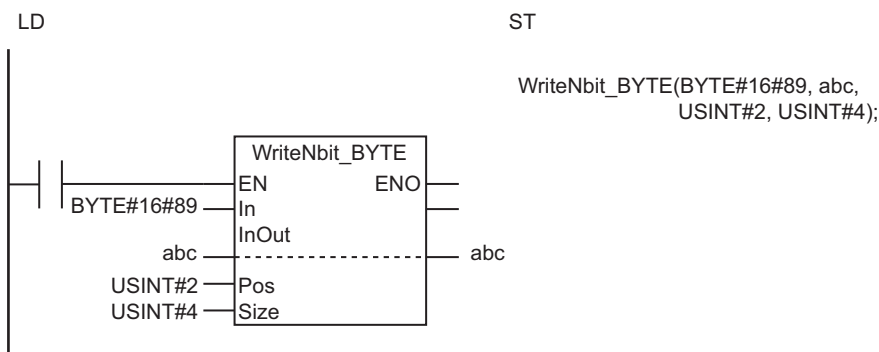 LD
ST
WriteNbit_BYTE(BYTE#16#89, abc,
USINT#2, USINT#4);
WriteNbit_BYTE
EN ENO
BYTE#16#89 In
InOut
abc abc
USINT#2 Pos
USINT#4 Size